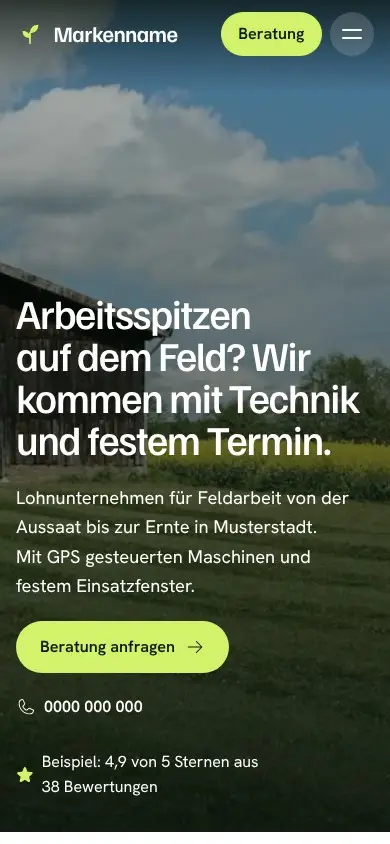 Markenname
Beratung
Arbeitsspitzen
auf dem Feld? Wir
kommen mit Technik
und festem Termin.
Lohnunternehmen für Feldarbeit von der
Aussaat bis zur Ernte in Musterstadt.
Mit GPS gesteuerten Maschinen und
festem Einsatzfenster.
Beratung anfragen
0000 000 000
Beispiel: 4,9 von 5 Sternen aus
38 Bewertungen